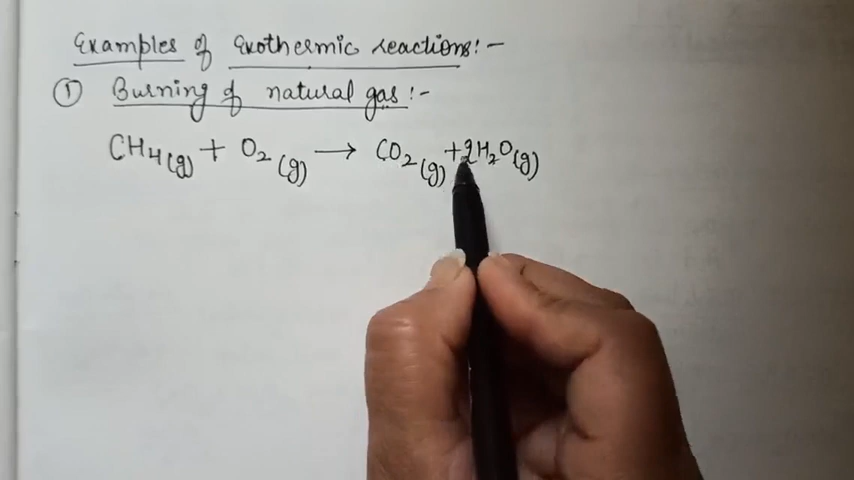 Examples of Exothermic reactions:-
① Burning of natural gas:-
CH4(g) + O2(g) → CO2(g) + 2H2O(g)